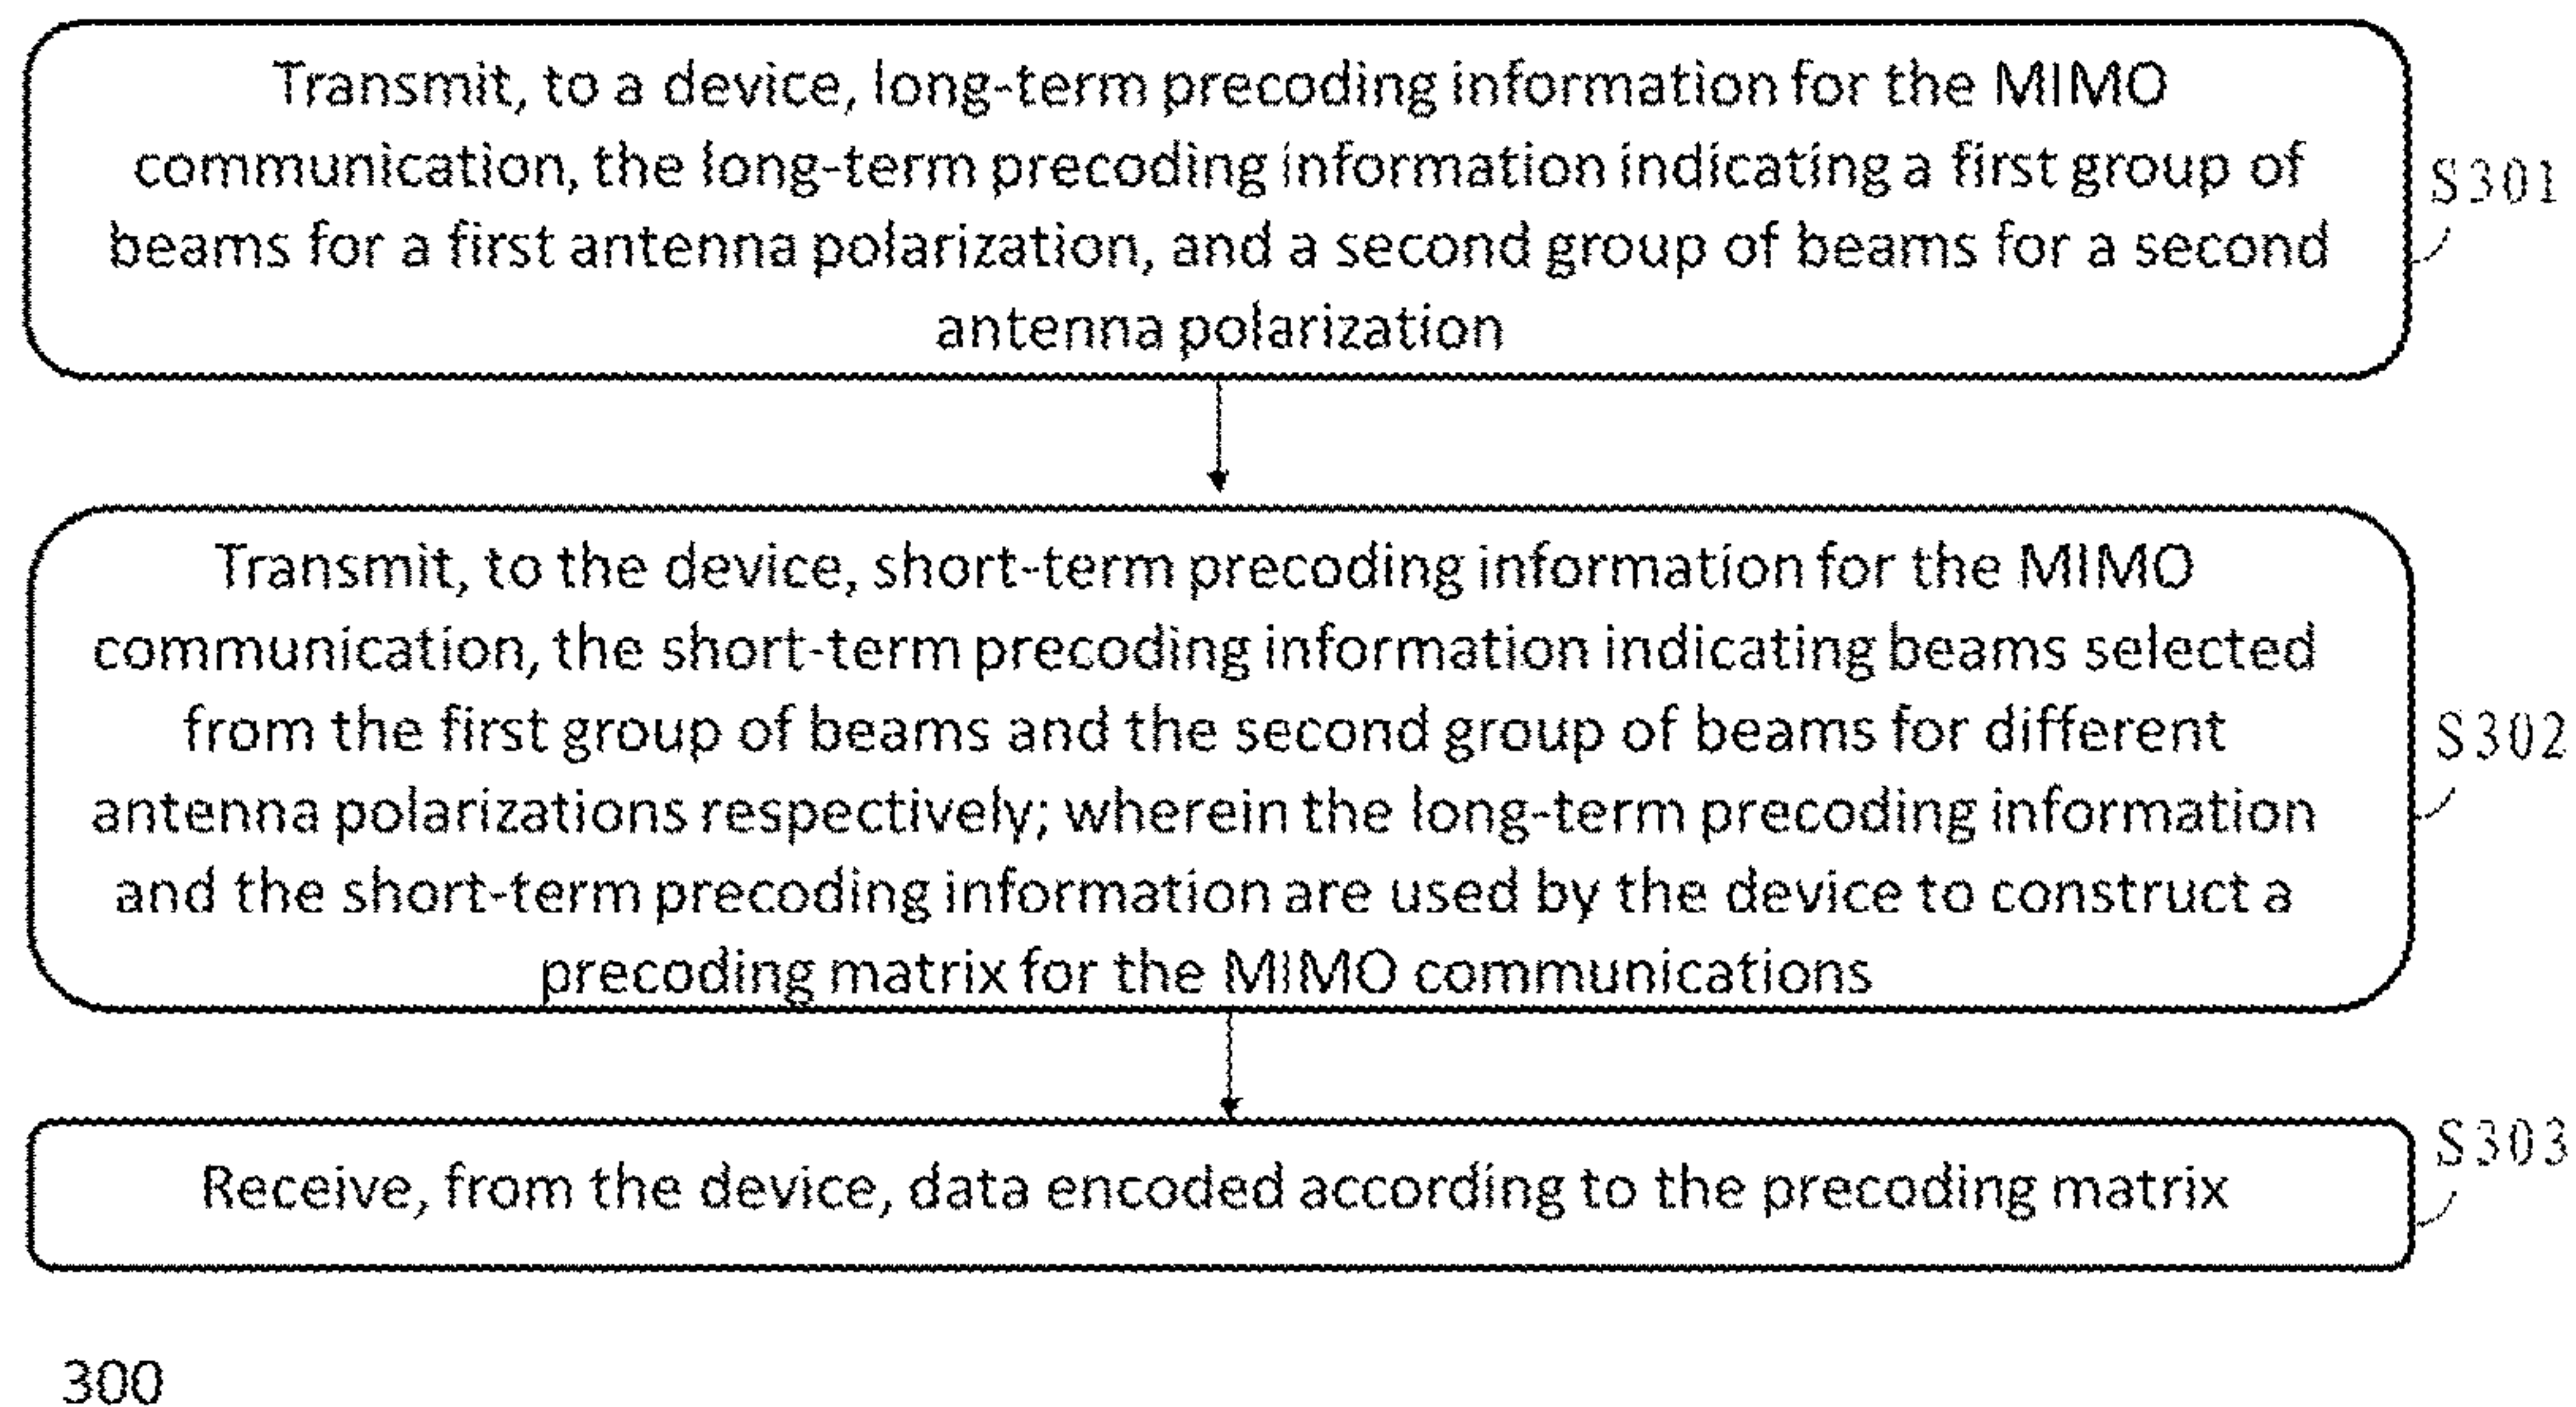 Transmit, to a device, long-term precoding information for the MIMO
communication, the long-term precoding information indicating a first group of
beams for a first antenna polarization, and a second group of beams for a second
antenna polarization
S301
Transmit, to the device, short-term precoding information for the MIMO
communication, the short-term precoding information indicating beams selected
from the first group of beams and the second group of beams for different
antenna polarizations respectively; wherein the long-term precoding information
and the short-term precoding information are used by the device to construct a
precoding matrix for the MIMO communications
S302
Receive, from the device, data encoded according to the precoding matrix
S303
300